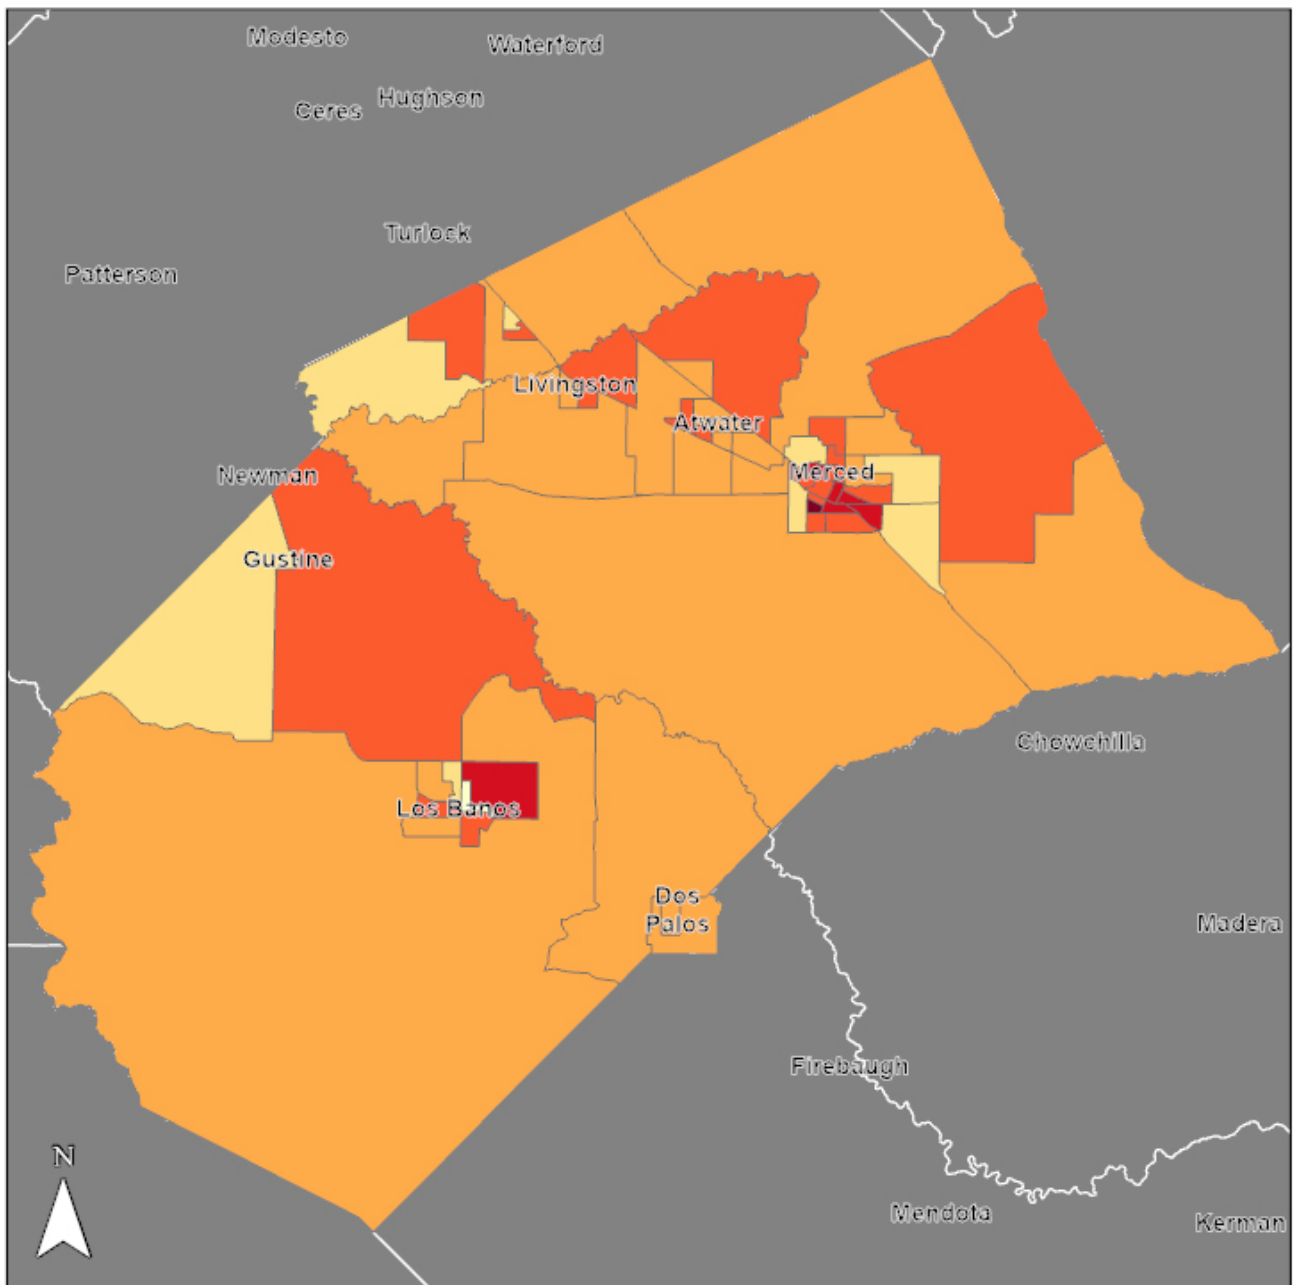 Modesto
Waterford
Hughson
Ceres
Turlock
Patterson
Livingston
Atwater
Merced
Newman
Gustine
Chowchilla
Los Banos
Dos
Palos
Madera
Firebaugh
N
Mendota
Kerman